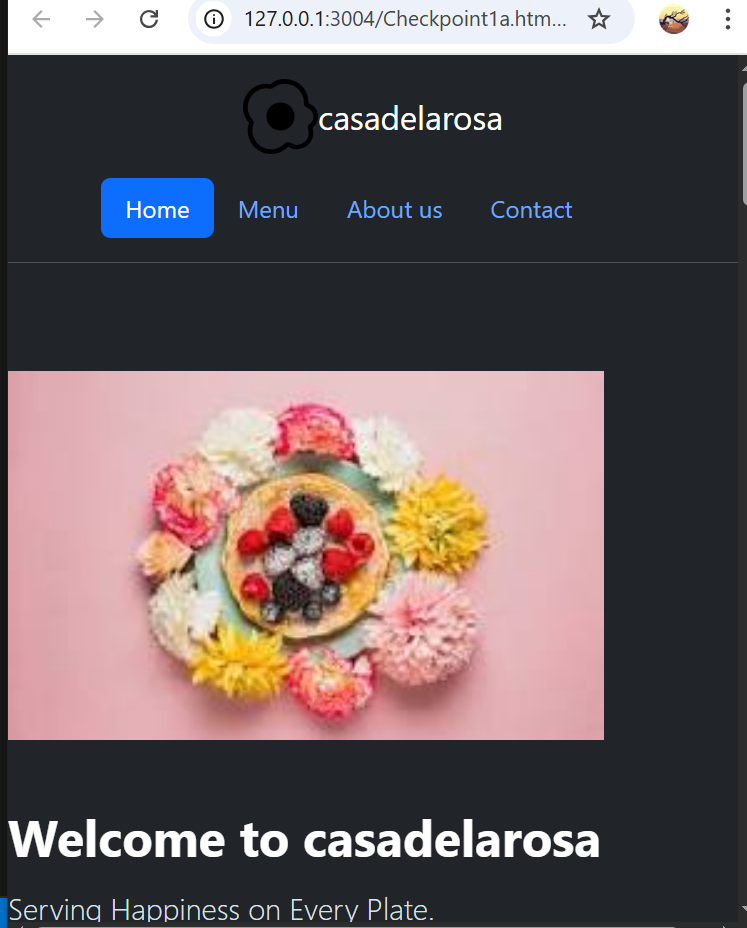 127.0.0.1:3004/Checkpoint1a.htm...
casadelarosa
Home Menu About us Contact
Welcome to casadelarosa
Serving Happiness on Every Plate.